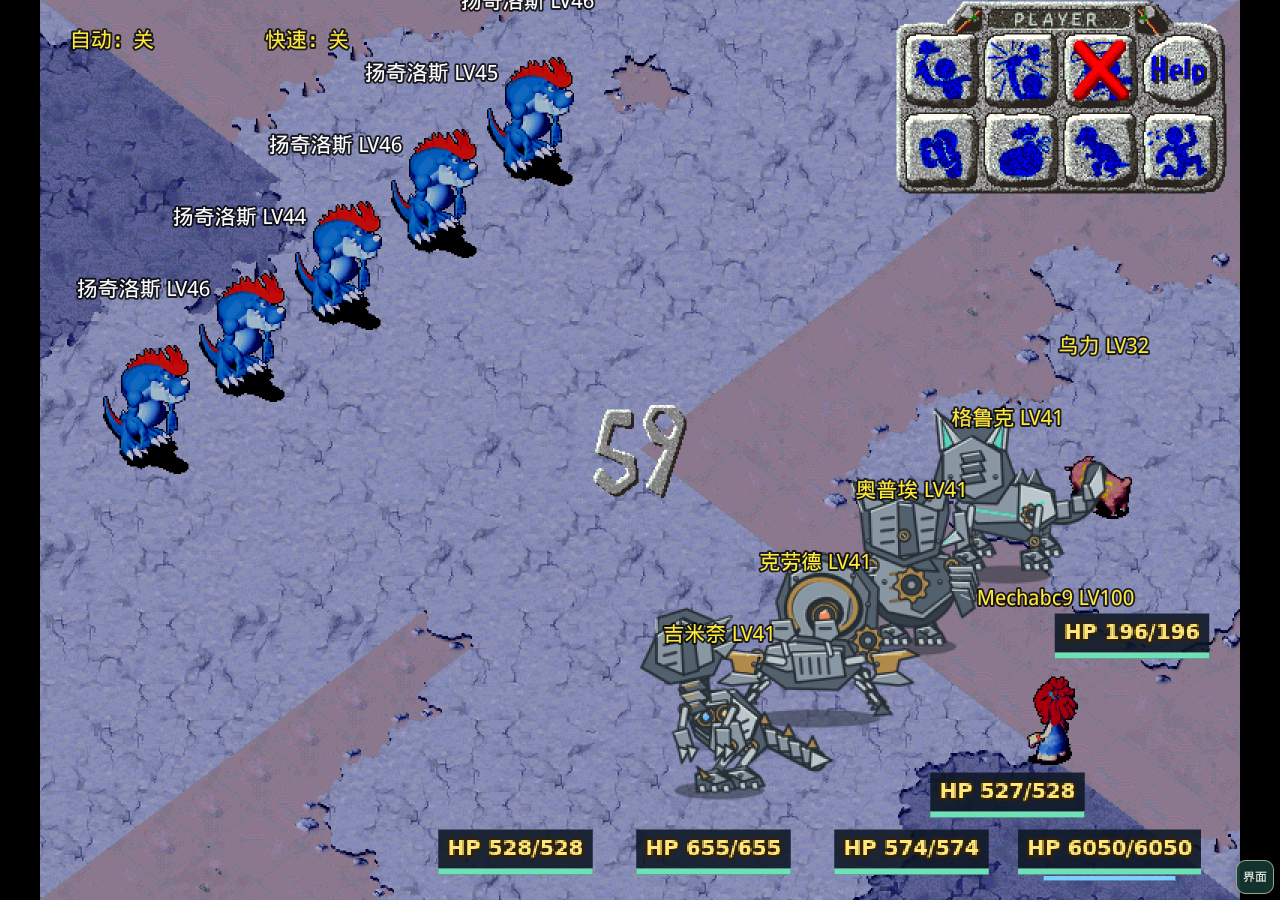 扬奇洛斯 LV46
自动: 关
快速: 关
PLAYER
扬奇洛斯 LV45
Help
扬奇洛斯 LV46
扬奇洛斯 LV44
扬奇洛斯 LV46
乌力 LV32
格鲁克 LV41
59
奥普埃 LV41
克劳德 LV41
Mechabc9 LV100
吉米奈 LV41
HP 196/196
HP 527/528
HP 528/528
HP 655/655
HP 574/574
HP 6050/6050
界面